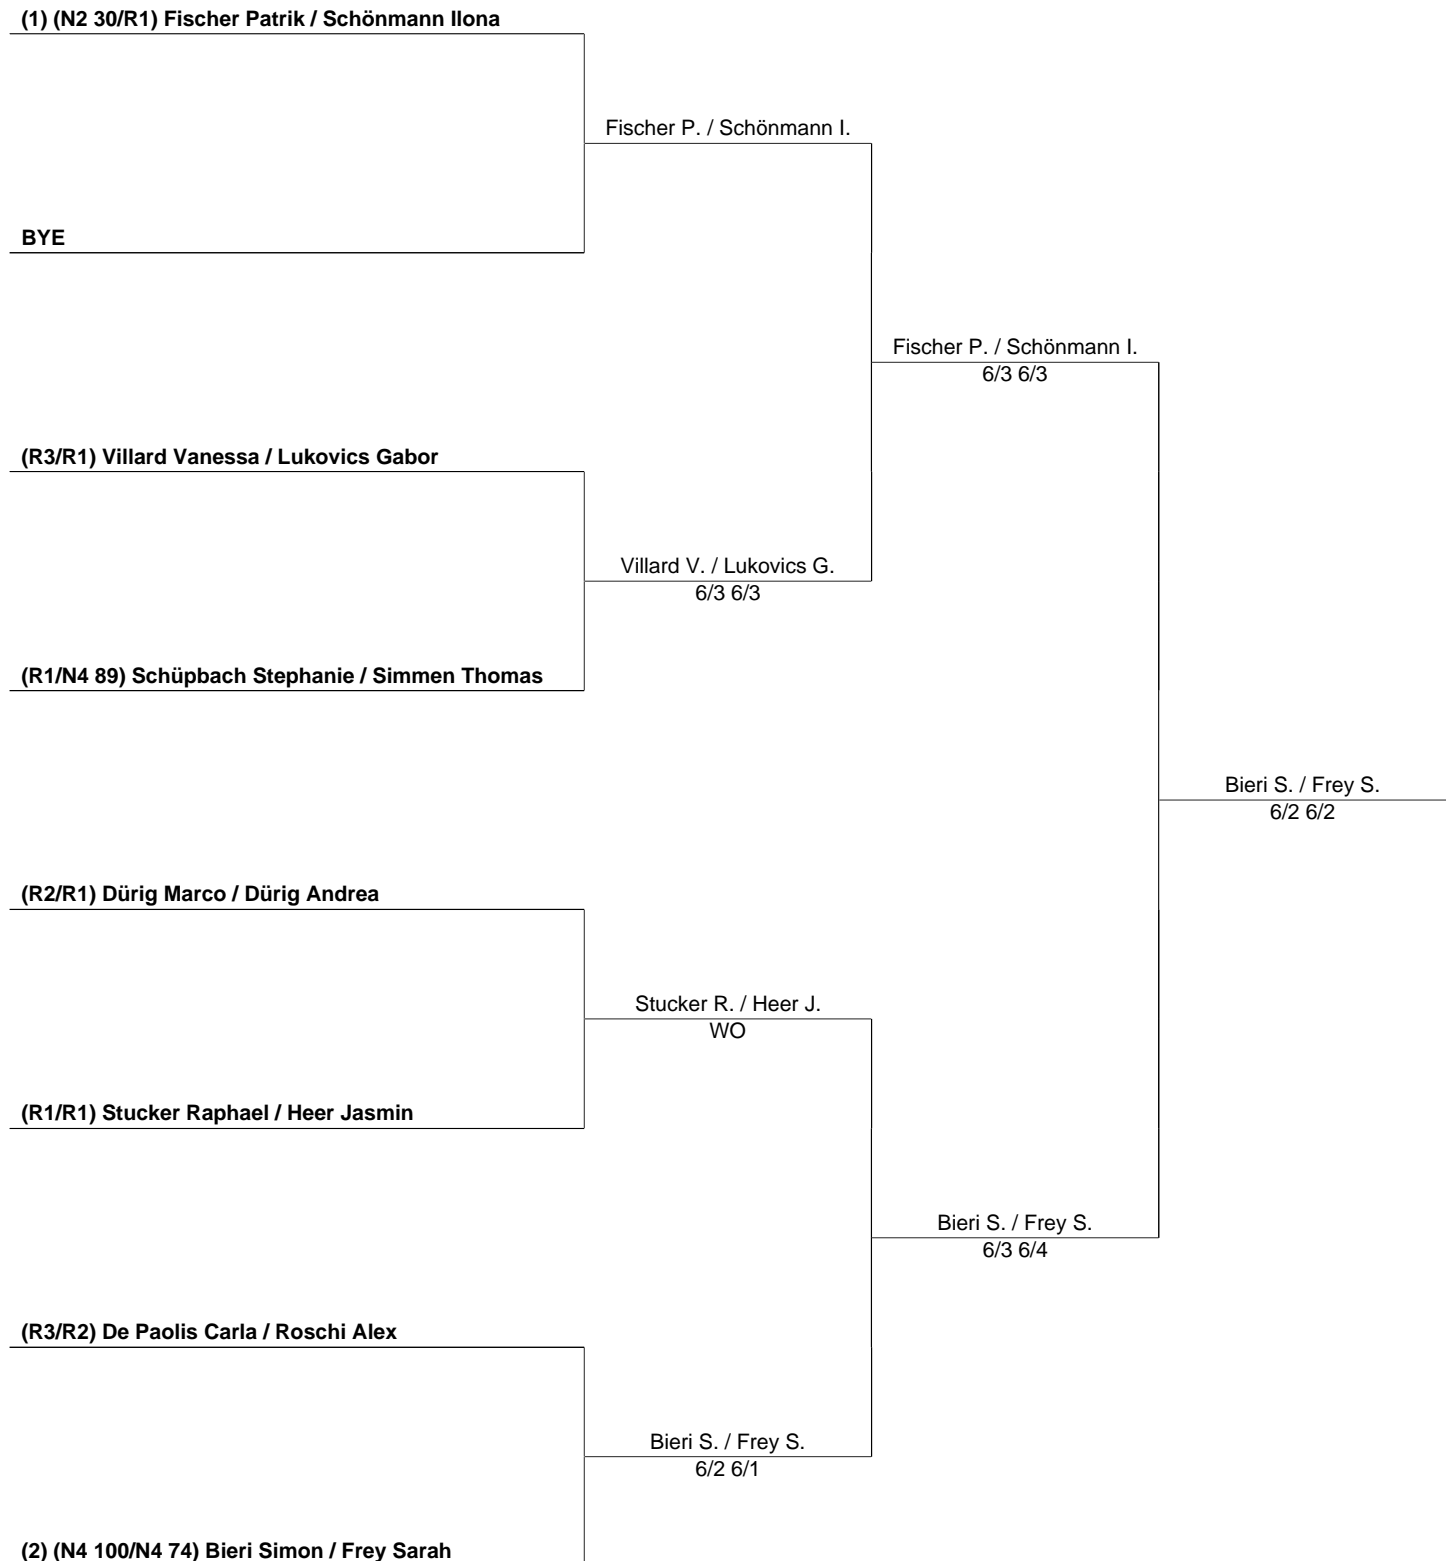 (1) (N2 30/R1) Fischer Patrik / Schönmann Ilona
Fischer P. / Schönmann I.
BYE
Fischer P. / Schönmann I.
6/3 6/3
(R3/R1) Villard Vanessa / Lukovics Gabor
Villard V. / Lukovics G.
6/3 6/3
(R1/N4 89) Schüpbach Stephanie / Simmen Thomas
Bieri S. / Frey S.
6/2 6/2
(R2/R1) Dürig Marco / Dürig Andrea
Stucker R. / Heer J.
WO
(R1/R1) Stucker Raphael / Heer Jasmin
Bieri S. / Frey S.
6/3 6/4
(R3/R2) De Paolis Carla / Roschi Alex
Bieri S. / Frey S.
6/2 6/1
(2) (N4 100/N4 74) Bieri Simon / Frey Sarah